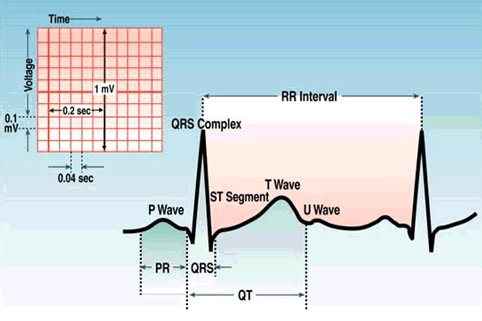 Time
Voltage
1 mV
0.2 sec
0.1
mV
0.04 sec
RR Interval
QRS Complex
T Wave
ST Segment
P Wave
U Wave
PR
QRS
QT